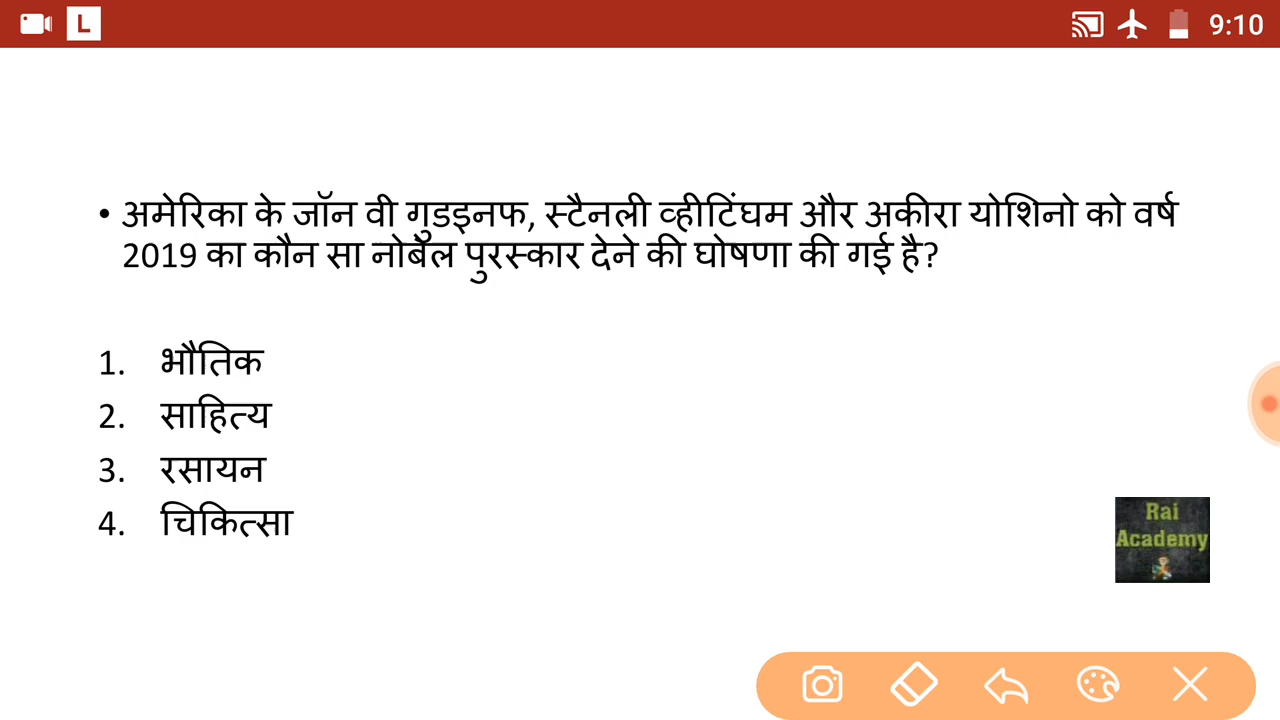 L
9:10
• अमेरिका के जॉन वी गुडइनफ, स्टैनली व्हीटिंघम और अकीरा योशिनो को वर्ष
2019 का कौन सा नोबेल पुरस्कार देने की घोषणा की गई है?
1. भौतिक
2. साहित्य
3. रसायन
4. चिकित्सा
Rai
Academy